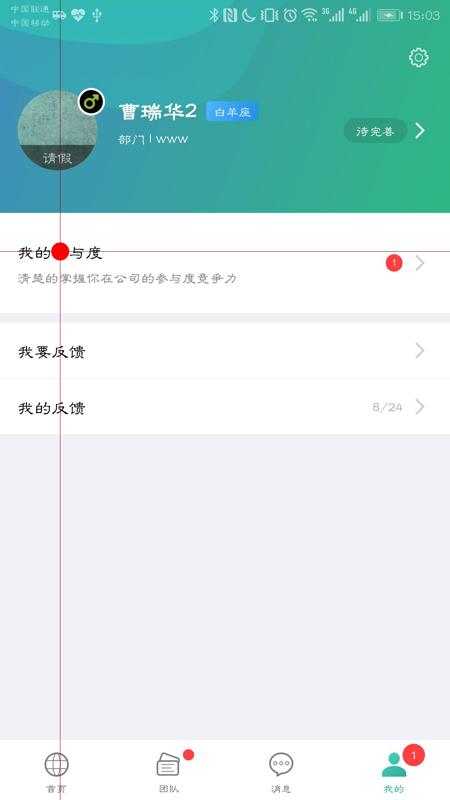 中国联通
中国移动
3G
4G
15:03
曹瑞华2
白羊座
部门 | www
待完善
请假
我的 与度
1
清楚的掌握你在公司的参与度竞争力
我要反馈
我的反馈
8/24
1
首页
团队
消息
我的